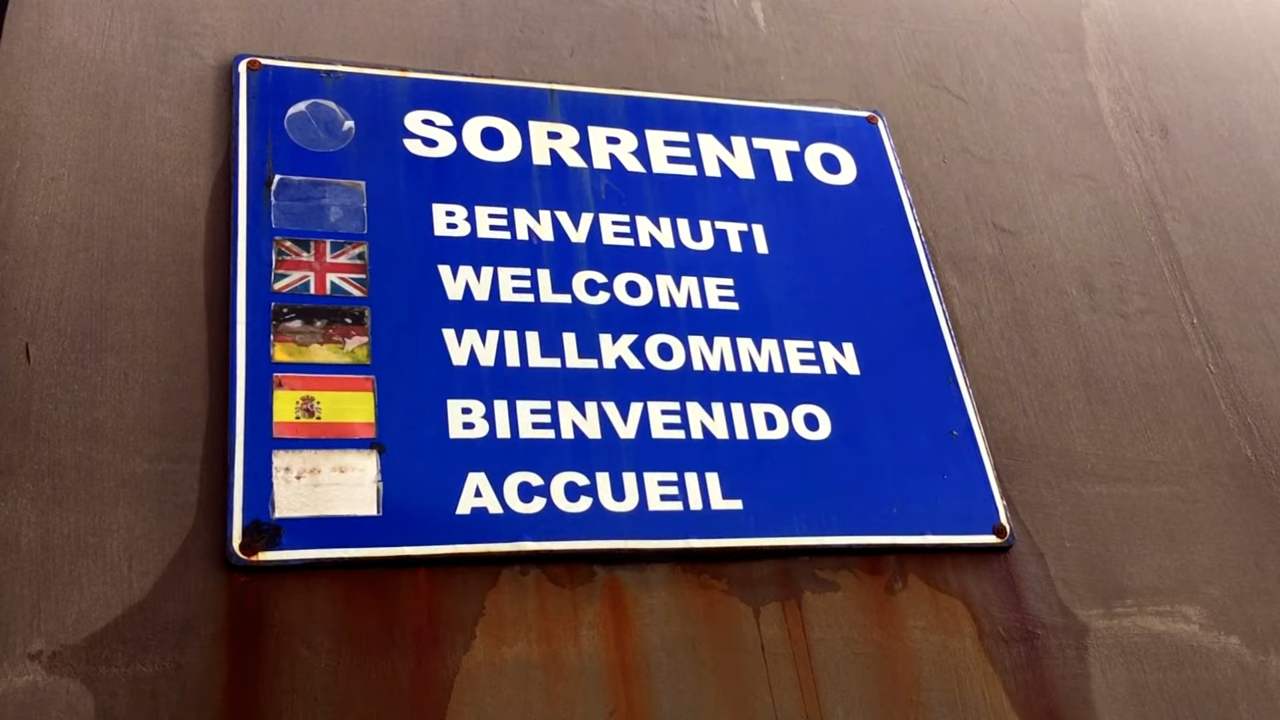 SORRENTO
BENVENUTI
WELCOME
WILLKOMMEN
BIENVENIDO
ACCUEIL